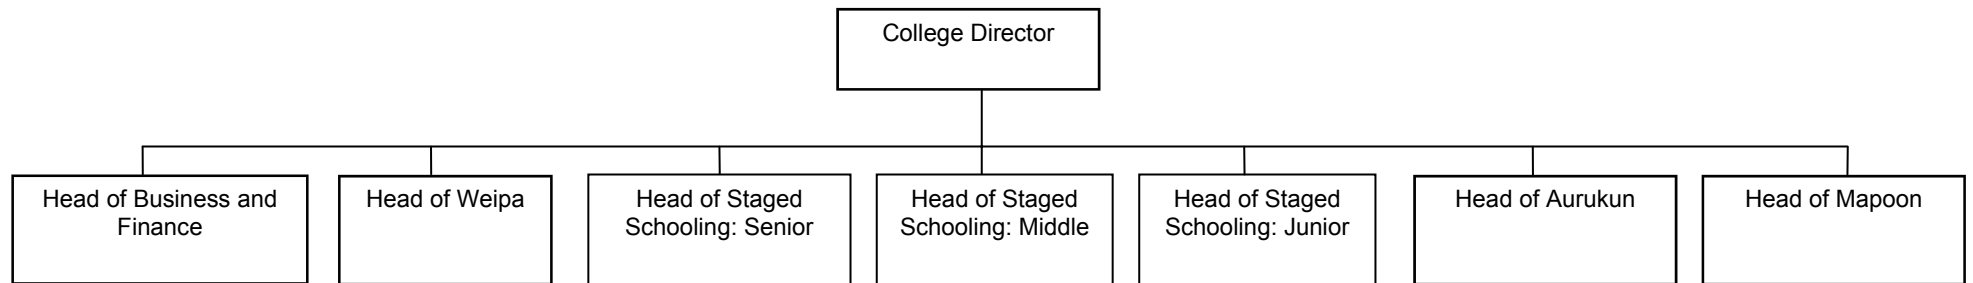 College Director
Head of Business and
Finance
Head of Weipa
Head of Staged
Schooling: Senior
Head of Staged
Schooling: Middle
Head of Staged
Schooling: Junior
Head of Aurukun
Head of Mapoon